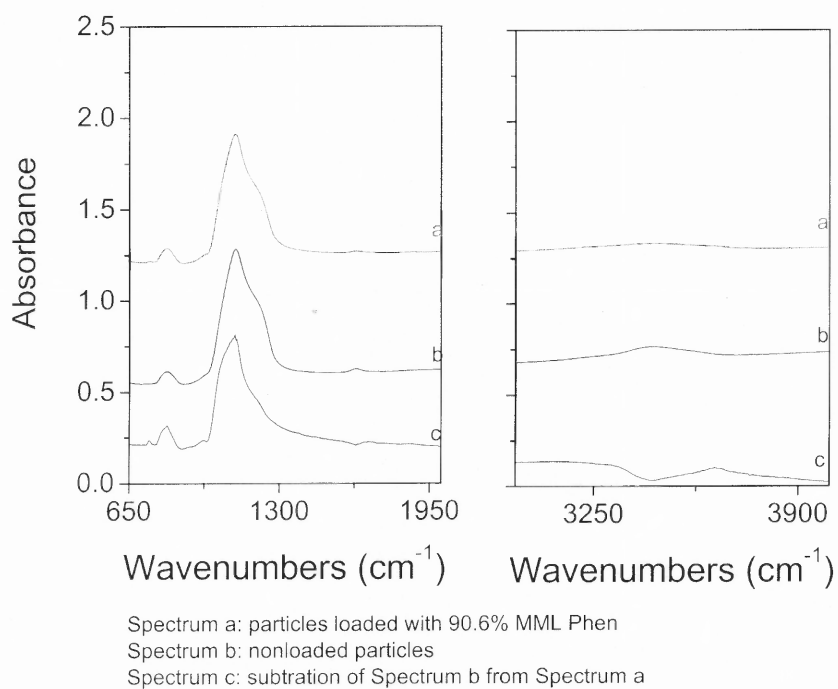 2.5
2.0
1.5
1.0
0.5
0.0
Absorbance
a
b
c
650 1300 1950
Wavenumbers (cm⁻¹)
a
b
c
3250 3900
Wavenumbers (cm⁻¹)
Spectrum a: particles loaded with 90.6% MML Phen
Spectrum b: nonloaded particles
Spectrum c: subtration of Spectrum b from Spectrum a